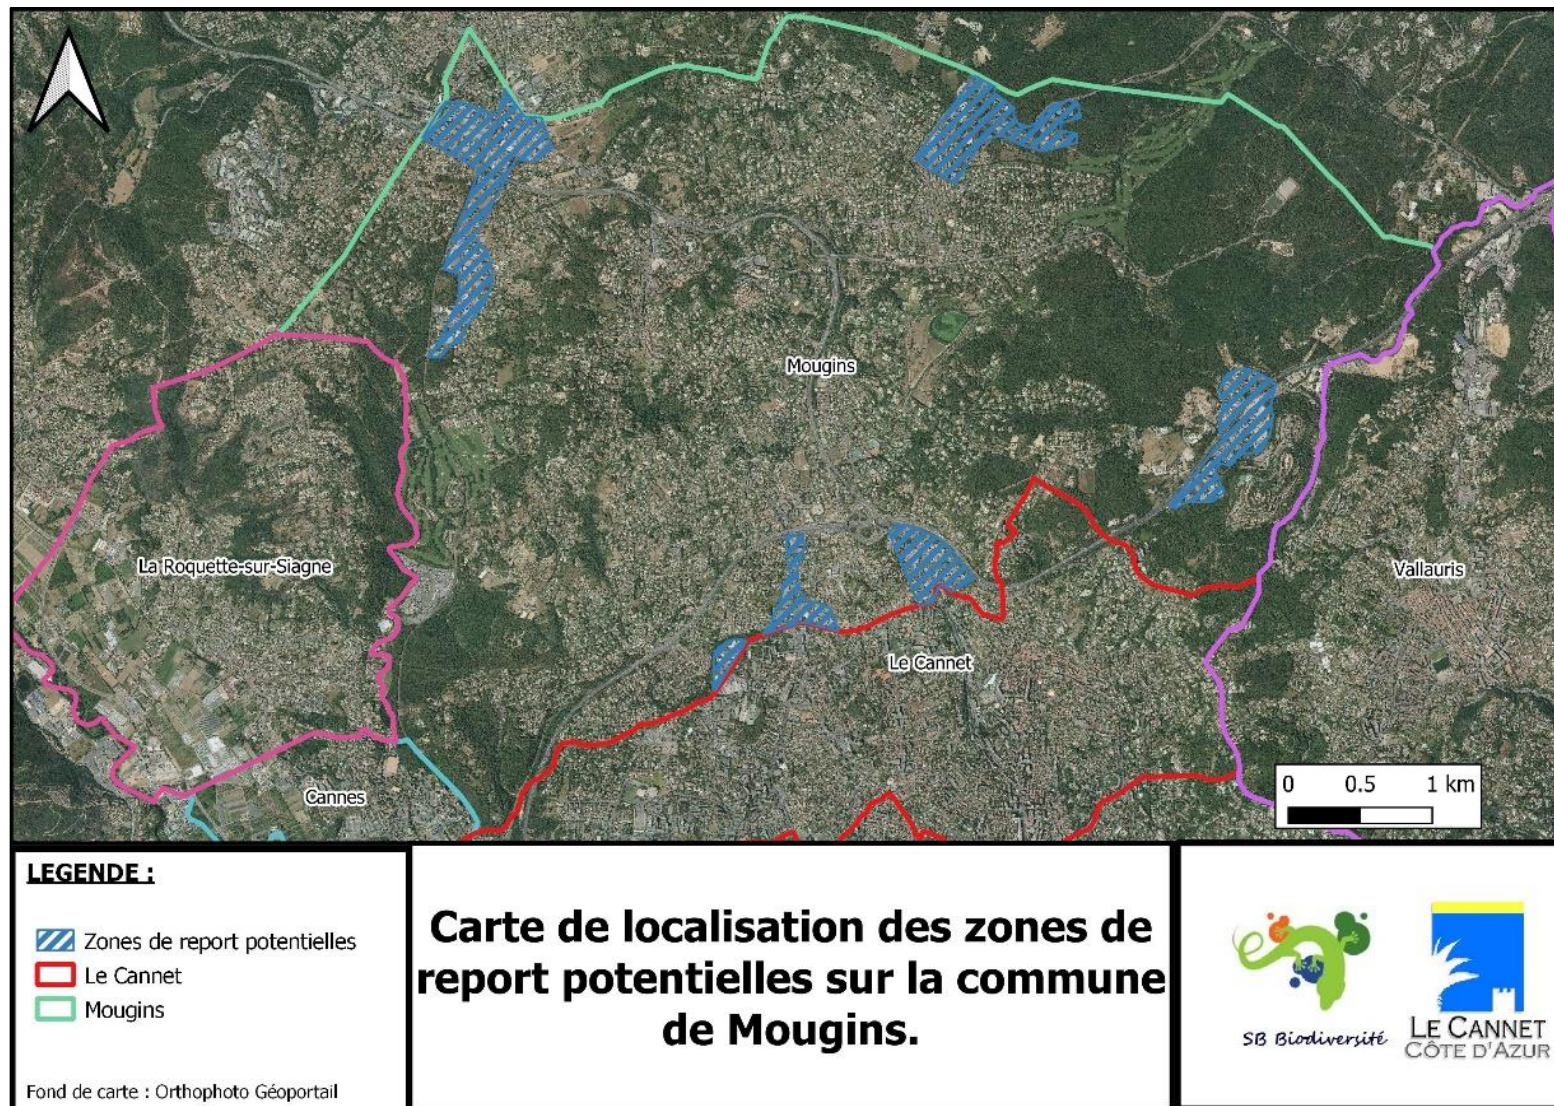 Mougins
La Roquette-sur-Siagne
Vallauris
Le Cannet
Cannes
0 0.5 1 km
LEGENDE :
Zones de report potentielles
Le Cannet
Mougins
Fond de carte : Orthophoto Géoportail
Carte de localisation des zones de
report potentielles sur la commune
de Mougins.
SB Biodiversité
LE CANNET
CÔTE D'AZUR